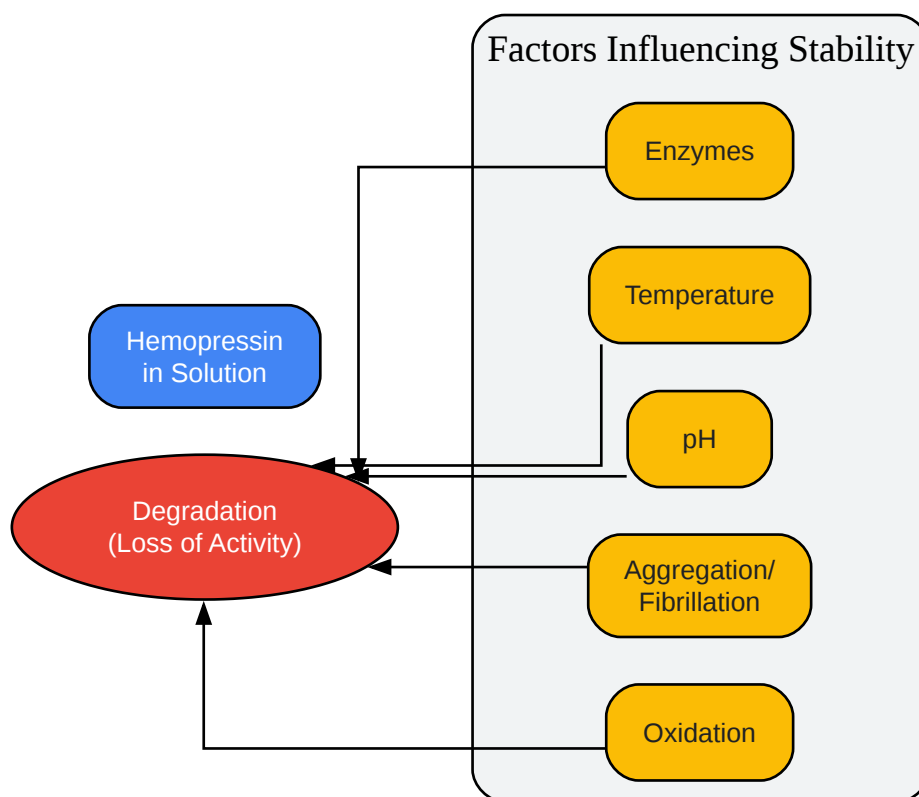 Factors Influencing Stability
Enzymes
Temperature
Hemopressin
in Solution
pH
Degradation
(Loss of Activity)
Aggregation/
Fibrillation
Oxidation